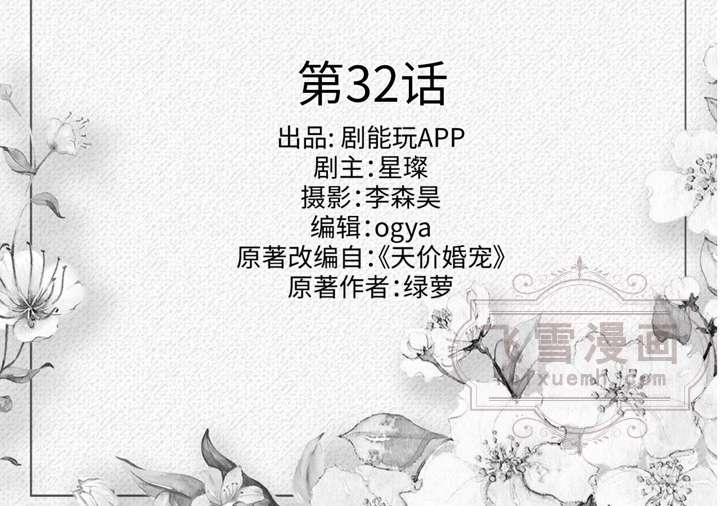 第32话
出品: 剧能玩APP
剧主：星璨
摄影：李森昊
编辑：ogya
原著改编自：《天价婚宠》
原著作者：绿萝
飞雪漫画